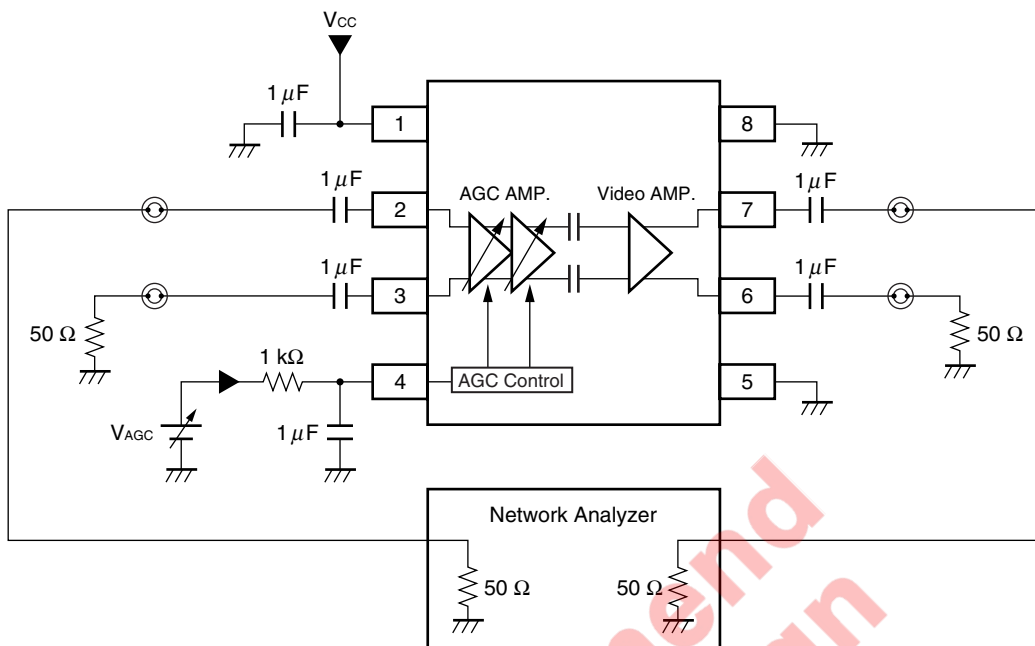 VCC
1 μF
1
8
1 μF
2
AGC AMP.
Video AMP.
7
1 μF
1 μF
3
6
1 μF
50 Ω
50 Ω
1 kΩ
4
AGC Control
5
VAGC
1 μF
Network Analyzer
50 Ω
50 Ω